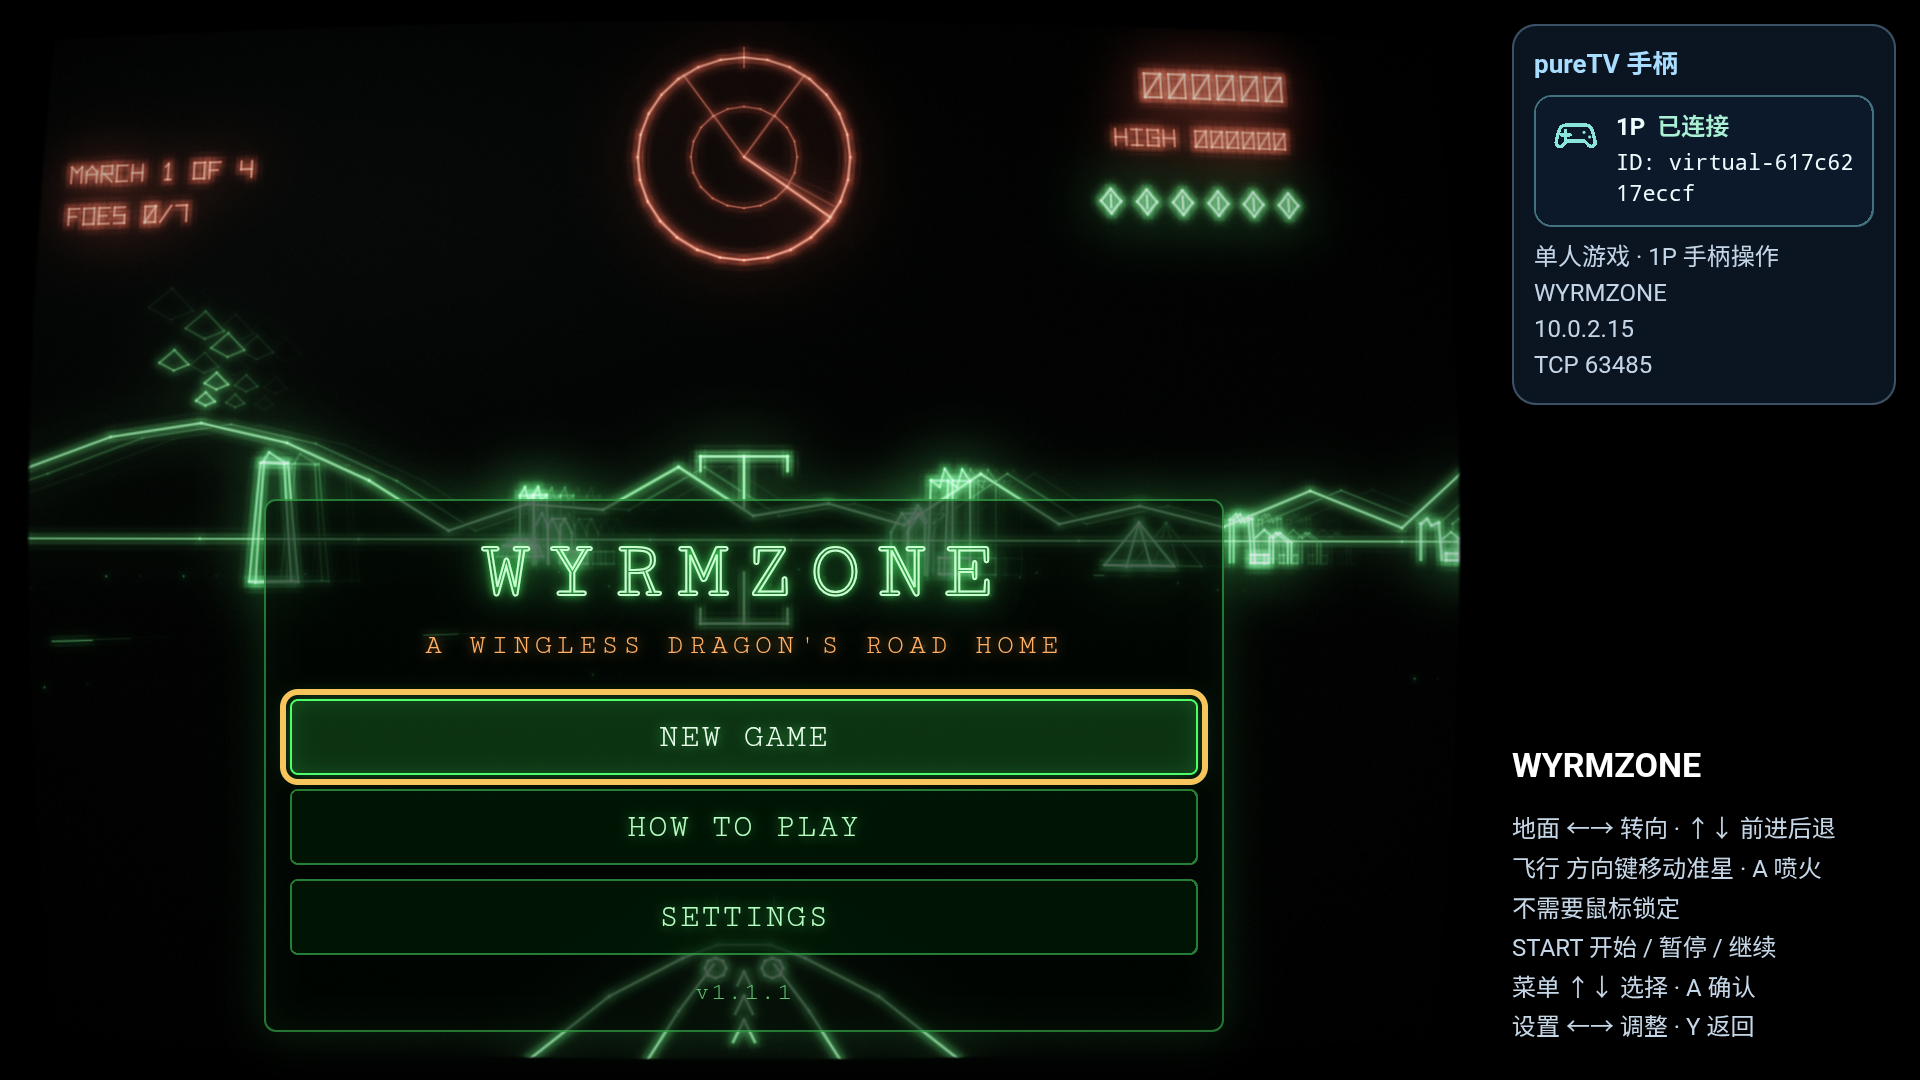 MARCH 1 OF 4
FOES 0/7
000000
HIGH 000000
WYRMZONE
A WINGLESS DRAGON'S ROAD HOME
NEW GAME
HOW TO PLAY
SETTINGS
v1.1.1
pureTV 手柄
1P 已连接
ID: virtual-617c62
17eccf
单人游戏 · 1P 手柄操作
WYRMZONE
10.0.2.15
TCP 63485
WYRMZONE
地面 ←→ 转向 · ↑↓ 前进后退
飞行 方向键移动准星 · A 喷火
不需要鼠标锁定
START 开始 / 暂停 / 继续
菜单 ↑↓ 选择 · A 确认
设置 ←→ 调整 · Y 返回